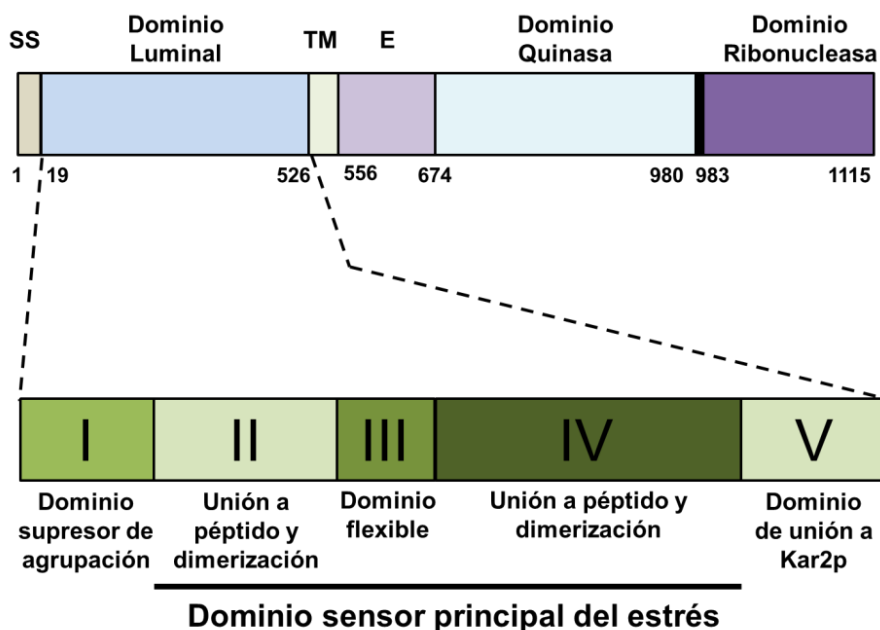 SS
Dominio
Luminal
TM
E
Dominio
Quinasa
Dominio
Ribonucleasa
1
19
526
556
674
980
983
1115
I
II
III
IV
V
Dominio
supresor de
agrupación
Unión a
péptido y
dimerización
Dominio
flexible
Unión a péptido y
dimerización
Dominio
de unión a
Kar2p
Dominio sensor principal del estrés